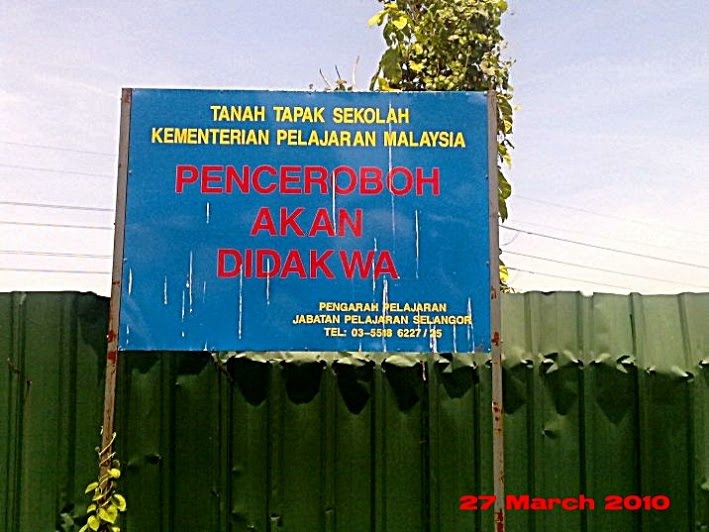 TANAH TAPAK SEKOLAH
KEMENTERIAN PELAJARAN MALAYSIA
PENCEROBOH
AKAN
DIDAKWA
PENGARAH PELAJARAN
JABATAN PELAJARAN SELANGOR
TEL: 03-5518 6227/25
27 March 2010